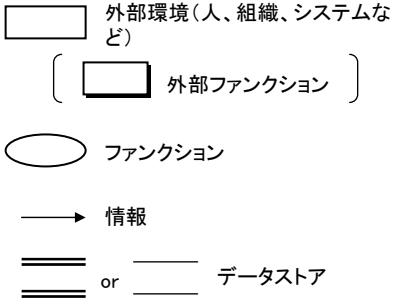 外部環境(人、組織、システムな
ど)
外部ファンクション
ファンクション
情報
or データストア